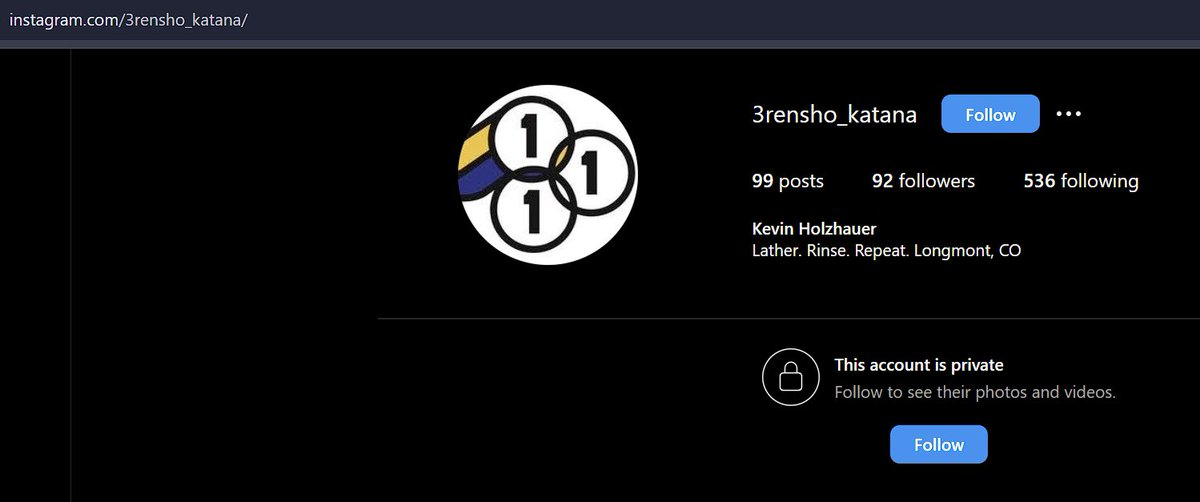 instagram.com/3rensho_katana/
1
1
1
3rensho_katana Follow
99 posts 92 followers 536 following
Kevin Holzhauer
Lather. Rinse. Repeat. Longmont, CO
This account is private
Follow to see their photos and videos.
Follow